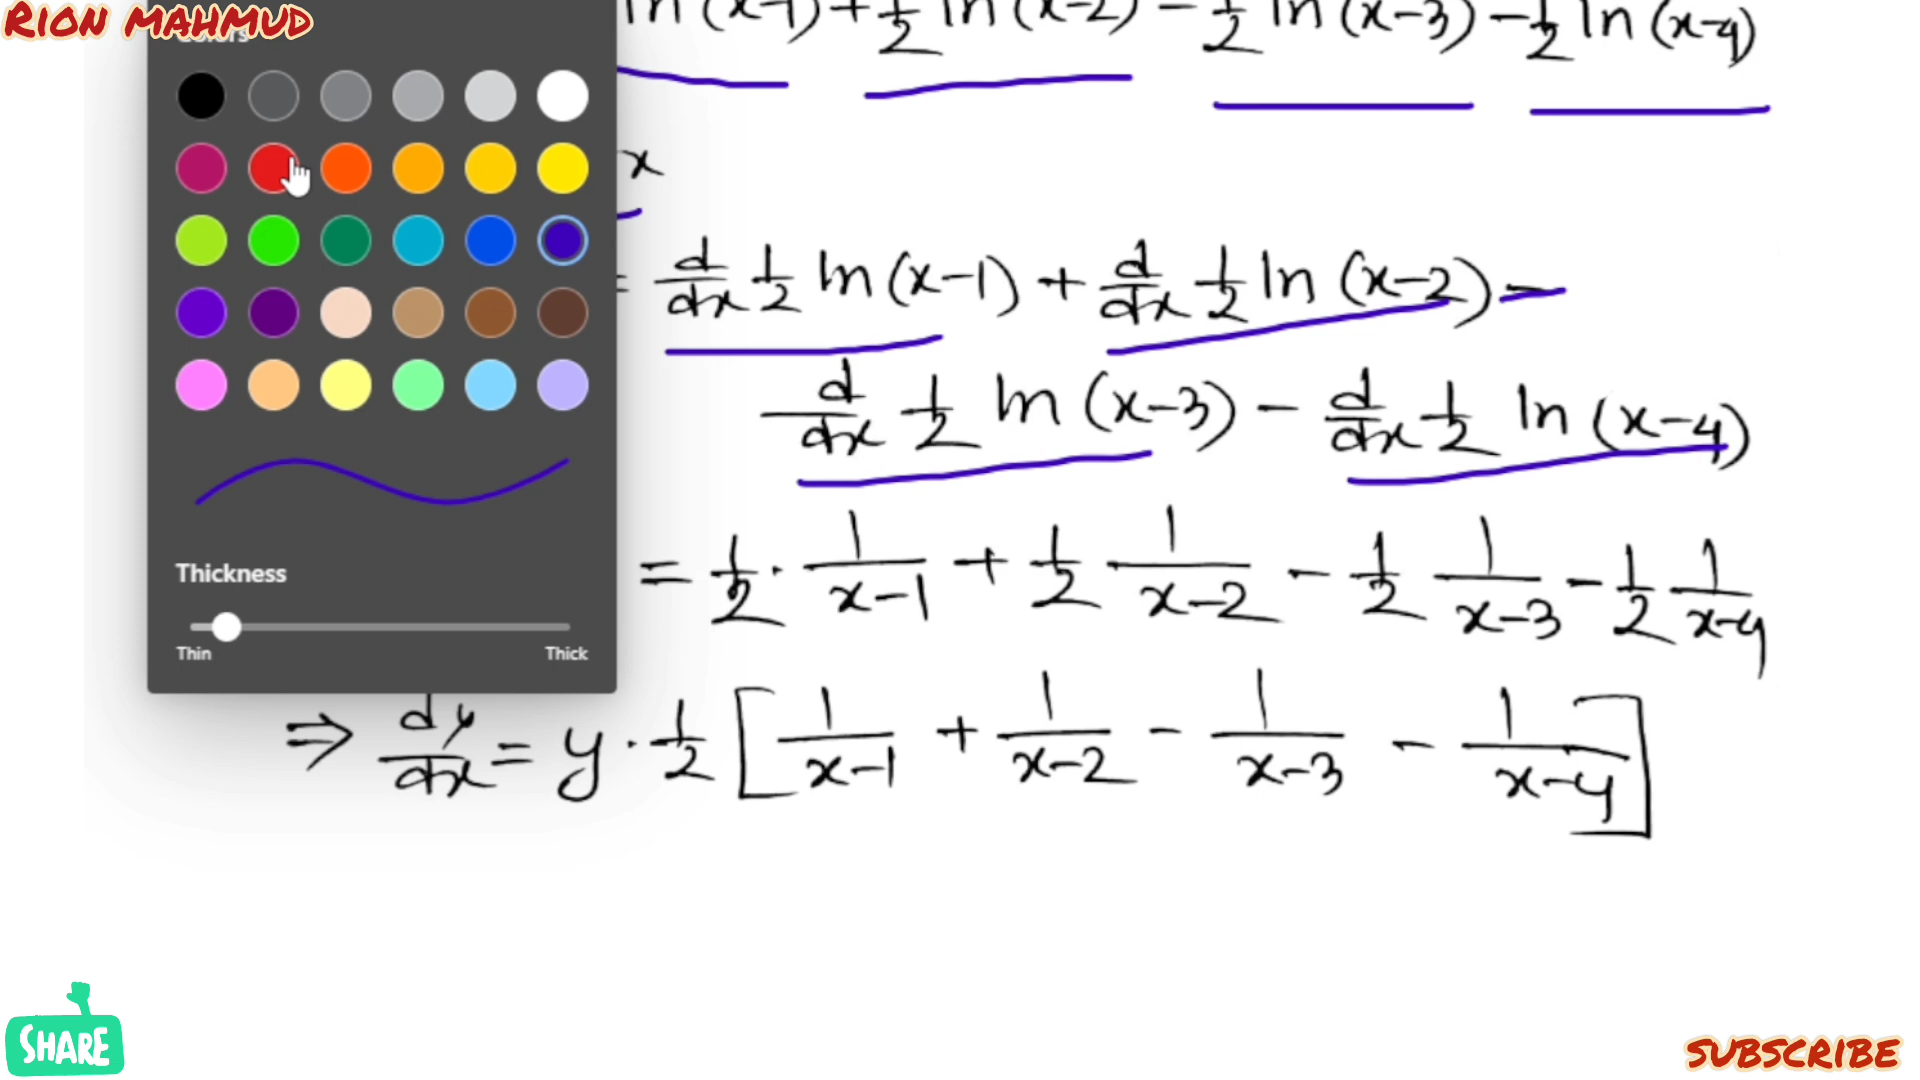 RION MAHMUD
Colors
ln (x-1) + 1/2 ln (x-2) - 1/2 ln (x-3) - 1/2 ln (x-4)
x
= d/dx 1/2 ln (x-1) + d/dx 1/2 ln (x-2) -
d/dx 1/2 ln (x-3) - d/dx 1/2 ln (x-4)
= 1/2 · 1/(x-1) + 1/2 1/(x-2) - 1/2 1/(x-3) - 1/2 1/(x-4)
Thickness
Thin Thick
⇒ dy/dx = y · 1/2 [ 1/(x-1) + 1/(x-2) - 1/(x-3) - 1/(x-4) ]
SHARE
SUBSCRIBE